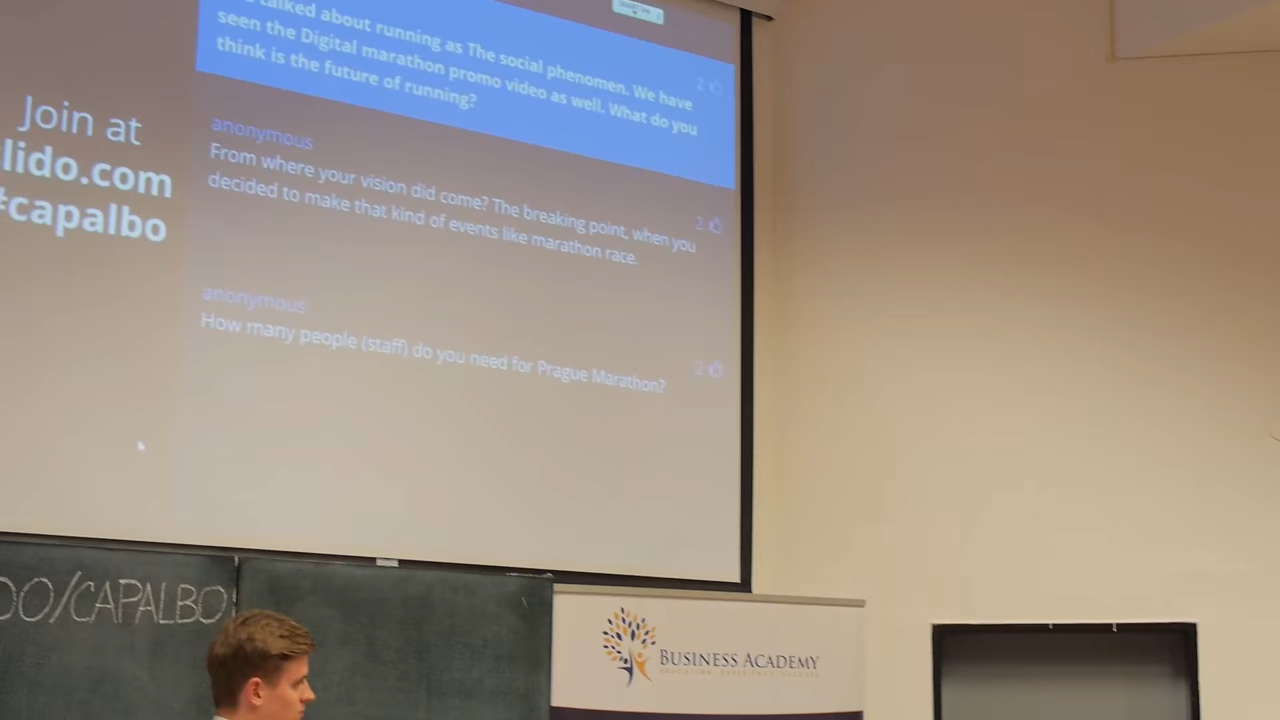 talked about running as The social phenomen. We have
seen the Digital marathon promo video as well. What do you
think is the future of running?
2
Join at
lido.com
#capalbo
anonymous
From where your vision did come? The breaking point, when you
decided to make that kind of events like marathon race.
2
anonymous
How many people (staff) do you need for Prague Marathon?
2
DO/CAPALBO
BUSINESS ACADEMY